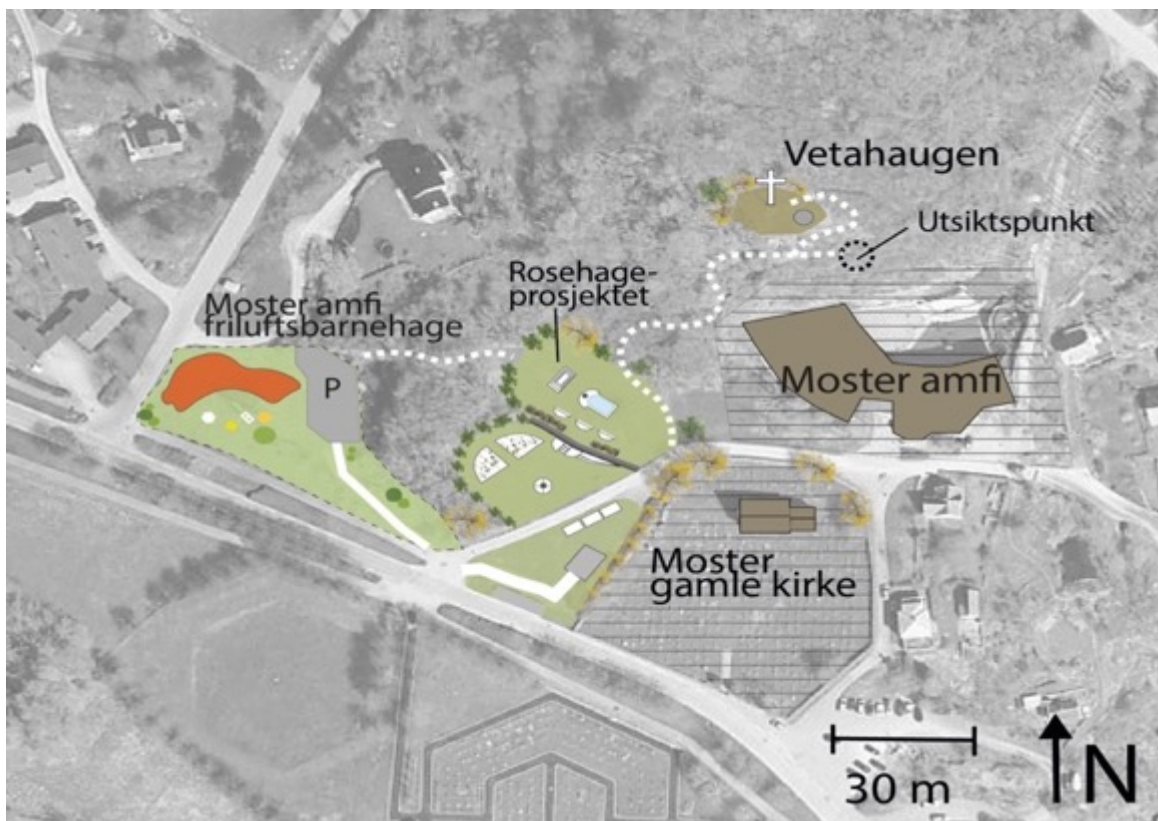 Vetahaugen
Utsiktspunkt
Rosehage-
prosjektet
Moster amfi
friluftsbarnehage
P
Moster amfi
Moster
gamle kirke
30 m
N